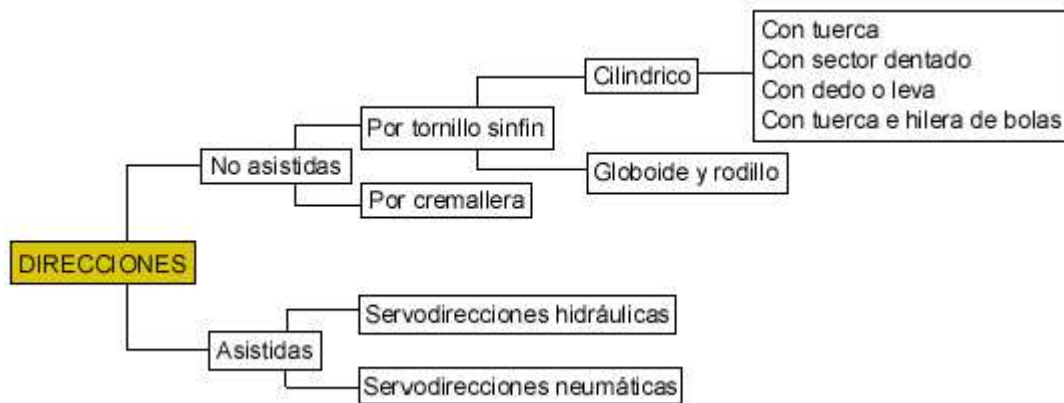 Con tuerca
Con sector dentado
Con dedo o leva
Con tuerca e hilera de bolas
Cilindrico
Por tornillo sinfin
Globoide y rodillo
No asistidas
Por cremallera
DIRECCIONES
Servodirecciones hidráulicas
Asistidas
Servodirecciones neumáticas